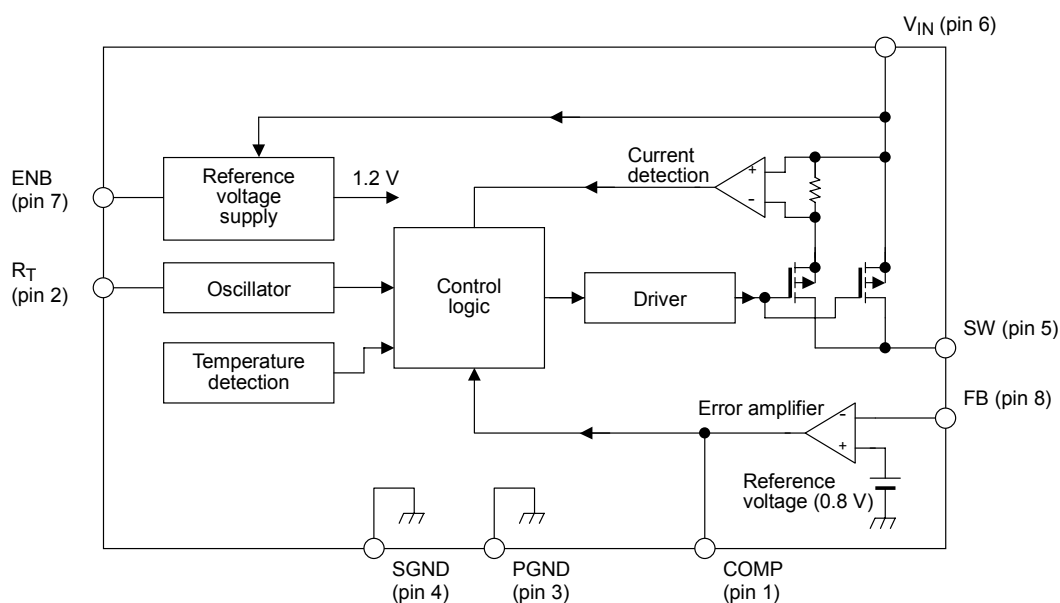 V_IN (pin 6)
ENB
(pin 7)
Reference
voltage
supply
1.2 V
Current
detection
+
-
R_T
(pin 2)
Oscillator
Control
logic
Driver
SW (pin 5)
Temperature
detection
FB (pin 8)
Error amplifier
-
+
Reference
voltage (0.8 V)
SGND
(pin 4)
PGND
(pin 3)
COMP
(pin 1)